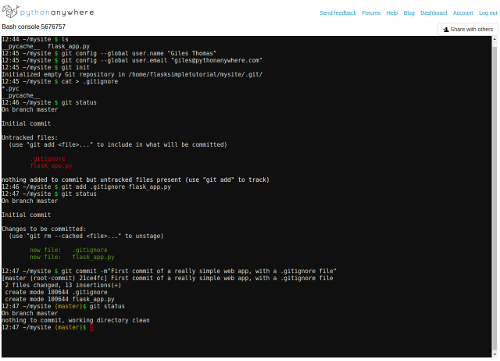 pythonanywhere
Send feedback Forums Help Blog Dashboard Account Log out
Bash console 5676757
Share with others
12:44 ~/mysite $ ls
__pycache__  flask_app.py
12:45 ~/mysite $ git config --global user.name "Giles Thomas"
12:45 ~/mysite $ git config --global user.email "giles@pythonanywhere.com"
12:45 ~/mysite $ git init
Initialized empty Git repository in /home/flasksimpletutorial/mysite/.git/
12:45 ~/mysite $ cat > .gitignore
*.pyc
__pycache__
12:46 ~/mysite $ git status
On branch master
Initial commit
Untracked files:
  (use "git add <file>..." to include in what will be committed)
        .gitignore
        flask_app.py
nothing added to commit but untracked files present (use "git add" to track)
12:46 ~/mysite $ git add .gitignore flask_app.py
12:47 ~/mysite $ git status
On branch master
Initial commit
Changes to be committed:
  (use "git rm --cached <file>..." to unstage)
        new file:   .gitignore
        new file:   flask_app.py
12:47 ~/mysite $ git commit -m"First commit of a really simple web app, with a .gitignore file"
[master (root-commit) 21ce4fc] First commit of a really simple web app, with a .gitignore file
 2 files changed, 13 insertions(+)
 create mode 100644 .gitignore
 create mode 100644 flask_app.py
12:47 ~/mysite (master)$ git status
On branch master
nothing to commit, working directory clean
12:47 ~/mysite (master)$